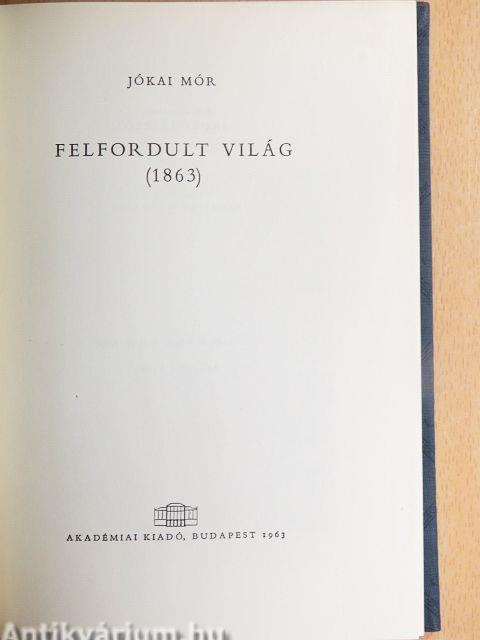 JÓKAI MÓR
FELFORDULT VILÁG
(1863)
AKADÉMIAI KIADÓ, BUDAPEST 1963
Antikvárium.hu